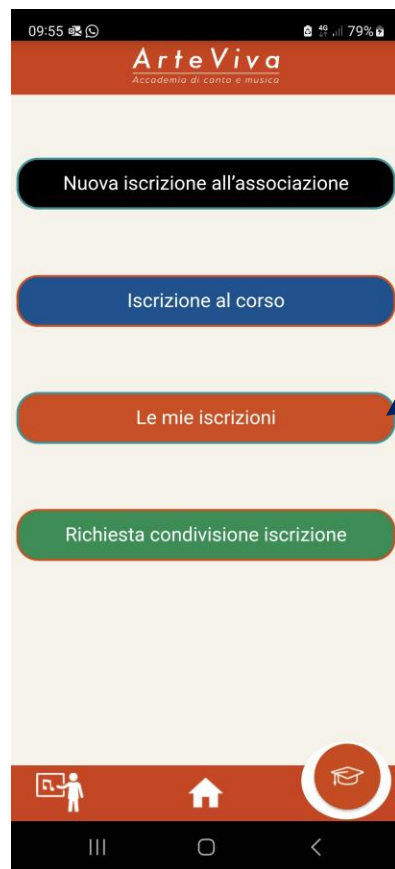 09:55 4G 79%
ArteViva
Accademia di canto e musica
Nuova iscrizione all'associazione
Iscrizione al corso
Le mie iscrizioni
Richiesta condivisione iscrizione